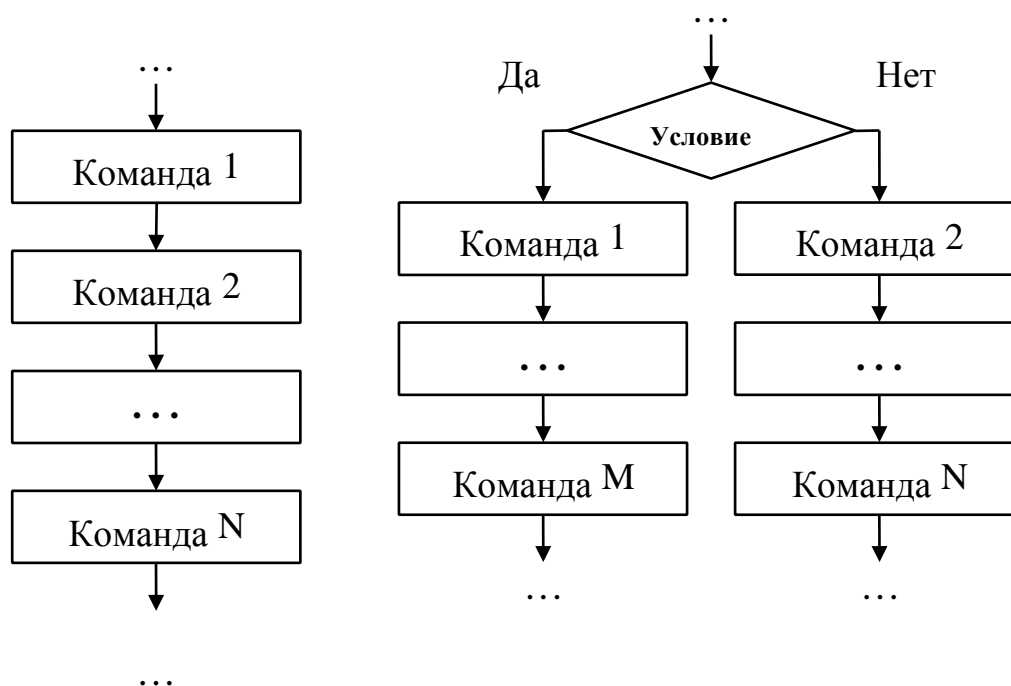 …
Команда 1
Команда 2
…
Команда N
…
…
Да
Нет
Условие
Команда 1
Команда 2
…
…
Команда M
Команда N
…
…